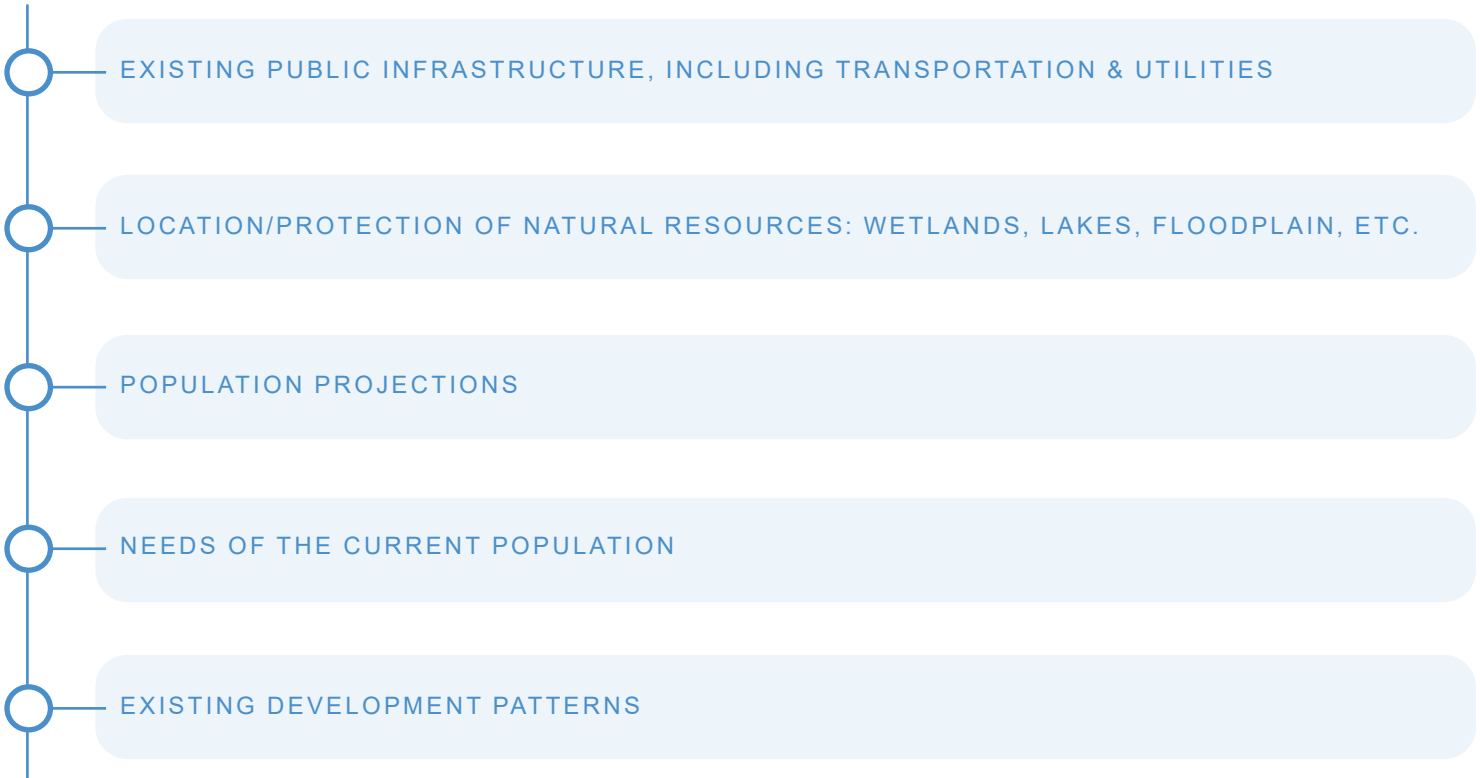 EXISTING PUBLIC INFRASTRUCTURE, INCLUDING TRANSPORTATION & UTILITIES
LOCATION/PROTECTION OF NATURAL RESOURCES: WETLANDS, LAKES, FLOODPLAIN, ETC.
POPULATION PROJECTIONS
NEEDS OF THE CURRENT POPULATION
EXISTING DEVELOPMENT PATTERNS